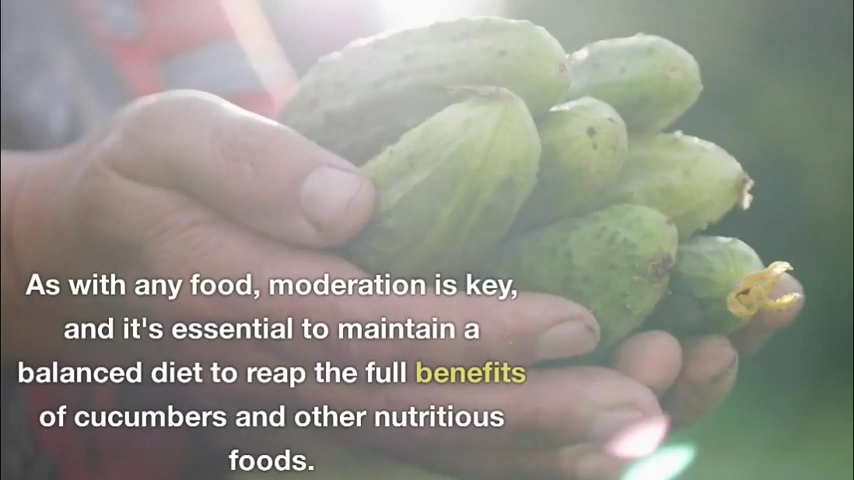 As with any food, moderation is key,
and it's essential to maintain a
balanced diet to reap the full benefits
of cucumbers and other nutritious
foods.